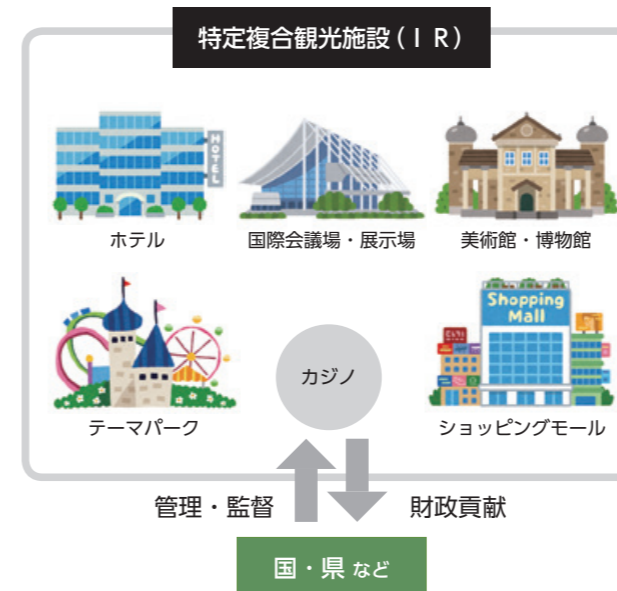 特定複合観光施設(ＩＲ)
HOTEL
ホテル
国際会議場・展示場
美術館・博物館
Shopping
Mall
カジノ
テーマパーク
ショッピングモール
管理・監督
財政貢献
国・県 など